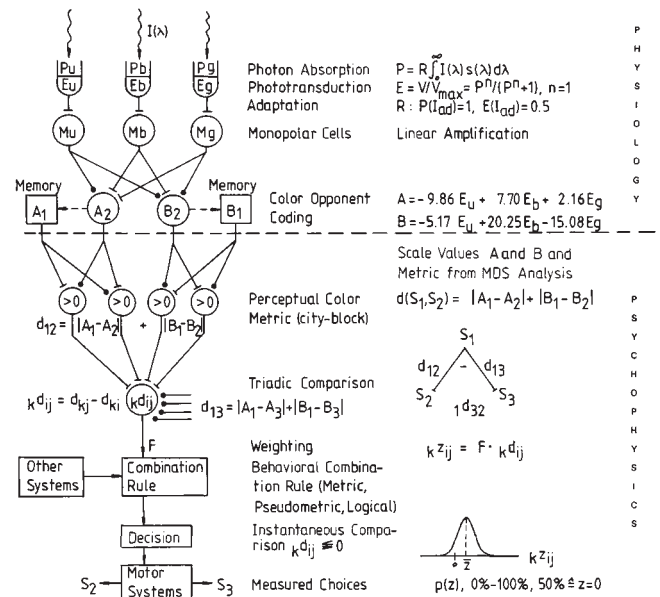 I(λ)
Pu Pb Pg
Eu Eb Eg
Photon Absorption P = R∫₀^∞ I(λ) s(λ) dλ
Phototransduction E = V/Vmax = Pⁿ/(Pⁿ+1), n=1
Adaptation R : P(Iad)=1, E(Iad)=0.5
Mu Mb Mg
Monopolar Cells Linear Amplification
Memory Memory
A₁ A₂ B₂ B₁
Color Opponent
Coding
A = -9.86 Eu + 7.70 Eb + 2.16 Eg
B = -5.17 Eu +20.25 Eb -15.08 Eg
PHYSIOLOGY
Scale Values A and B and
Metric from MDS Analysis
>0 >0 >0 >0
Perceptual Color
Metric (city-block)
d(S₁,S₂) = |A₁-A₂| + |B₁-B₂|
d₁₂ = |A₁-A₂| + |B₁-B₂|
S₁
d₁₂ - d₁₃
S₂ S₃
₁d₃₂
Triadic Comparison
kdij = dkj - dki kdij
d₁₃ = |A₁-A₃|+|B₁-B₃|
F
Weighting kzij = F · kdij
Other
Systems
Combination
Rule
Behavioral Combina-
tion Rule (Metric,
Pseudometric, Logical)
Decision
Instantaneous Compa-
rison kdij ≶ 0
o z̄ kzij
S₂ Motor
Systems S₃
Measured Choices p(z), 0%-100%, 50% ≙ z=0
PSYCHOPHYSICS